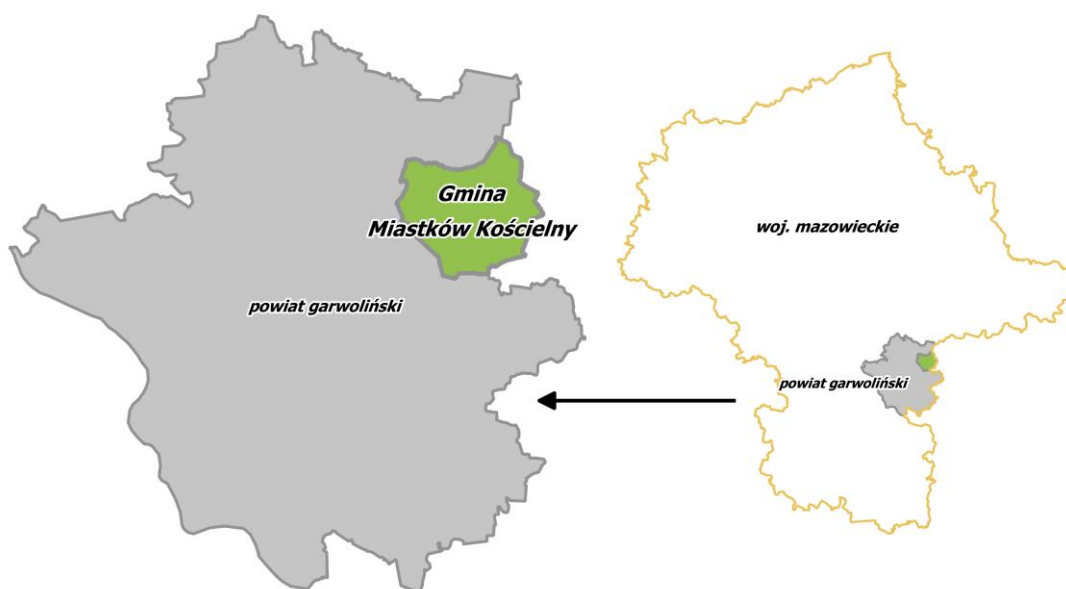 Gmina
Miastków Kościelny
powiat garwoliński
woj. mazowieckie
powiat garwoliński